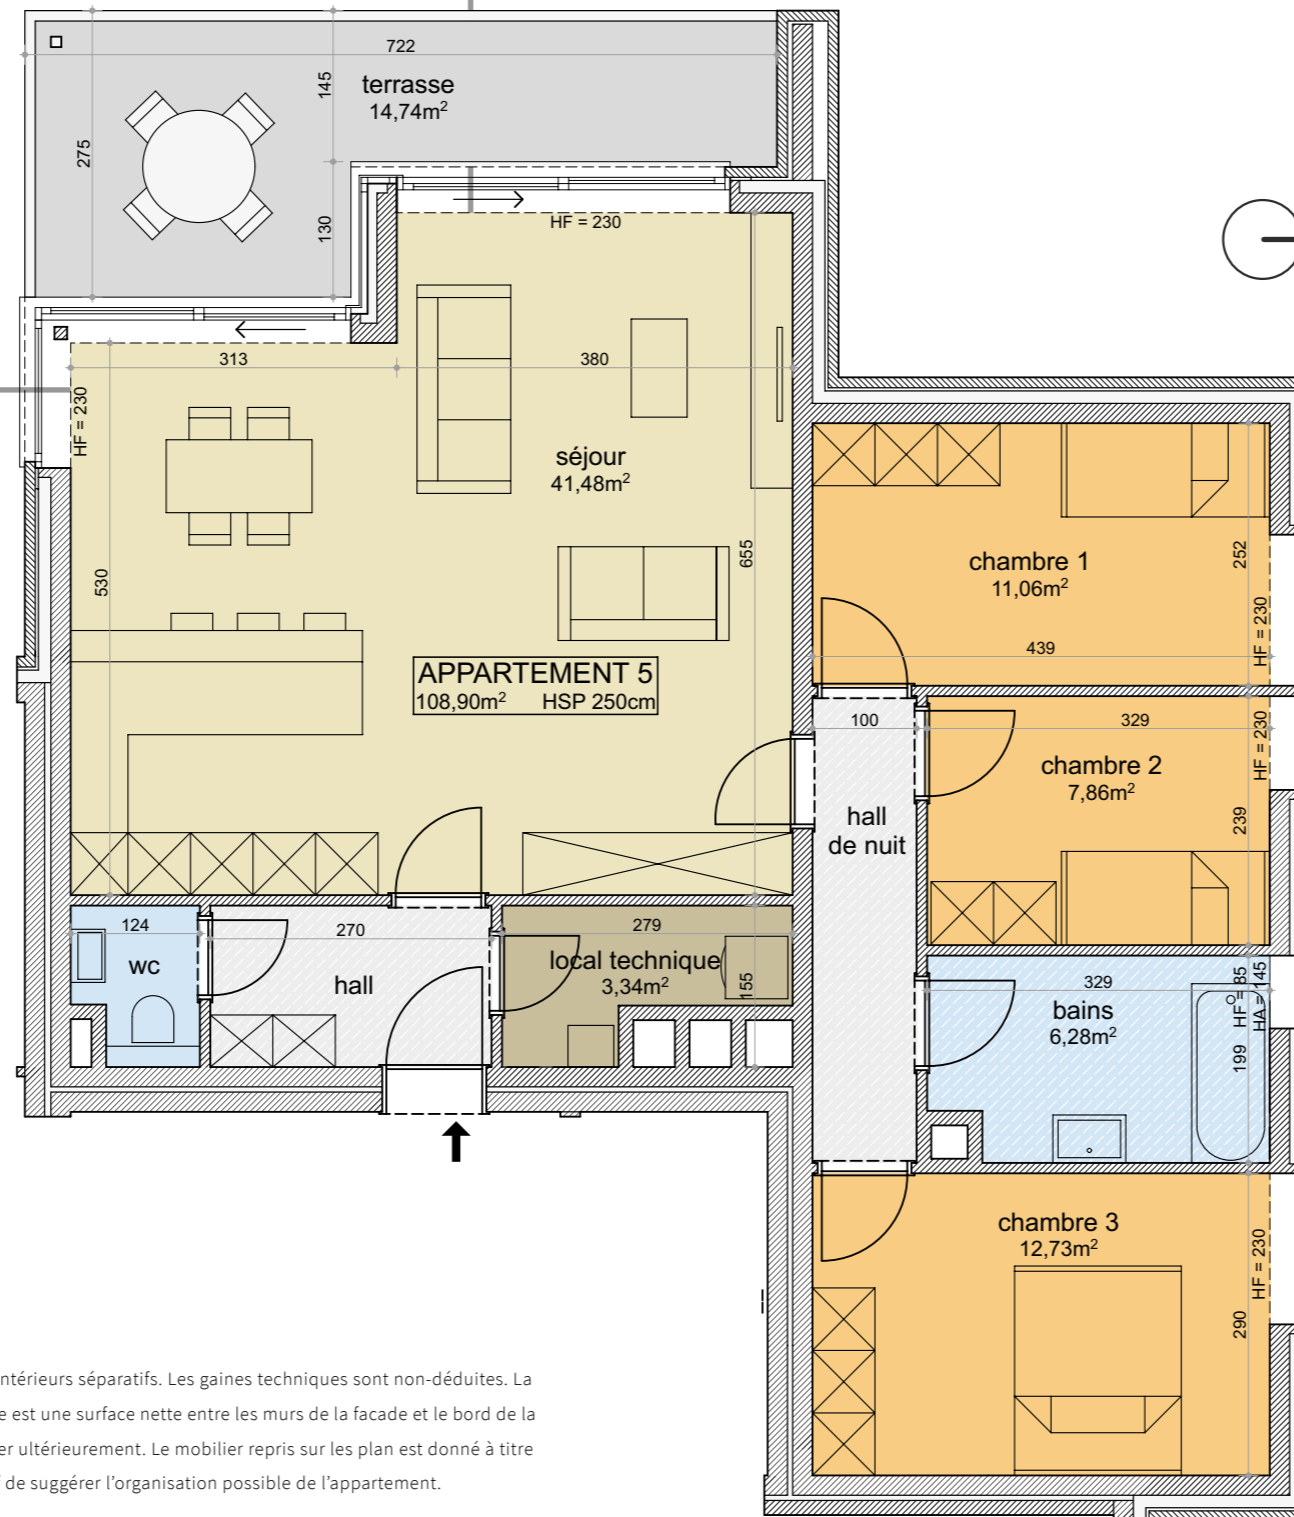 722
145
terrasse
14,74m²
275
130
HF = 230
313
380
HF = 230
séjour
41,48m²
530
655
chambre 1
11,06m²
252
HF = 230
439
APPARTEMENT 5
108,90m² HSP 250cm
100
329
HF = 230
chambre 2
7,86m²
239
hall
de nuit
124
270
279
wc
hall
local technique
3,34m²
155
329
HF = 85
HA = 145
bains
6,28m²
199
chambre 3
12,73m²
HF = 230
290
ntérieurs séparatifs. Les gaines techniques sont non-déduites. La
e est une surface nette entre les murs de la facade et le bord de la
er ultérieurement. Le mobilier repris sur les plan est donné à titre
de suggérer l'organisation possible de l'appartement.